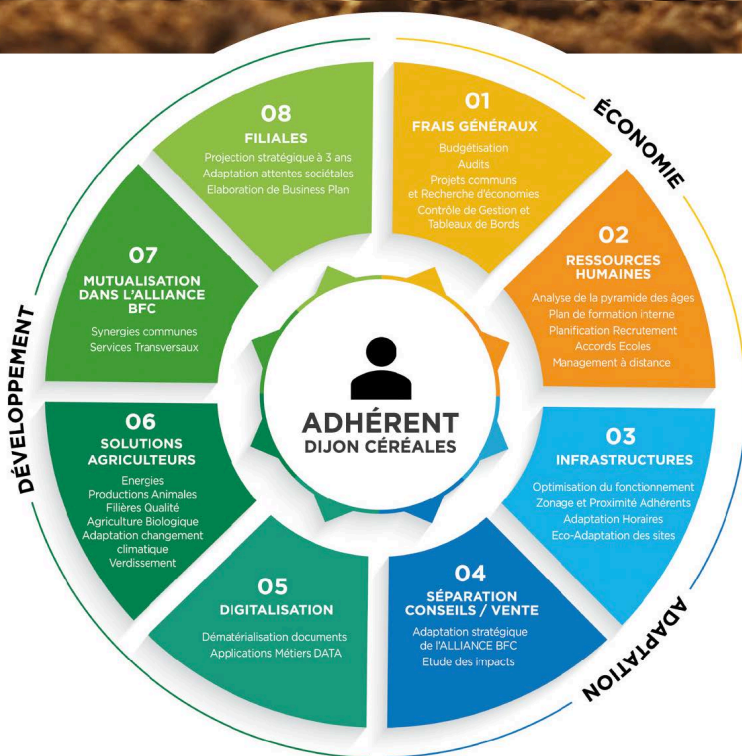 ÉCONOMIE
01
FRAIS GÉNÉRAUX
Budgétisation
Audits
Projets communs
et Recherche d'économies
Contrôle de Gestion et
Tableaux de Bords
02
RESSOURCES
HUMAINES
Analyse de la pyramide des âges
Plan de formation interne
Planification Recrutement
Accords Ecoles
Management à distance
ADAPTATION
03
INFRASTRUCTURES
Optimisation du fonctionnement
Zonage et Proximité Adhérents
Adaptation Horaires
Eco-Adaptation des sites
04
SÉPARATION
CONSEILS / VENTE
Adaptation stratégique
de l'ALLIANCE BFC
Etude des impacts
DÉVELOPPEMENT
05
DIGITALISATION
Dématérialisation documents
Applications Métiers DATA
06
SOLUTIONS
AGRICULTEURS
Energies
Productions Animales
Filières Qualité
Agriculture Biologique
Adaptation changement
climatique
Verdissement
07
MUTUALISATION
DANS L'ALLIANCE
BFC
Synergies communes
Services Transversaux
08
FILIALES
Projection stratégique à 3 ans
Adaptation attentes sociétales
Elaboration de Business Plan
ADHÉRENT
DIJON CÉRÉALES